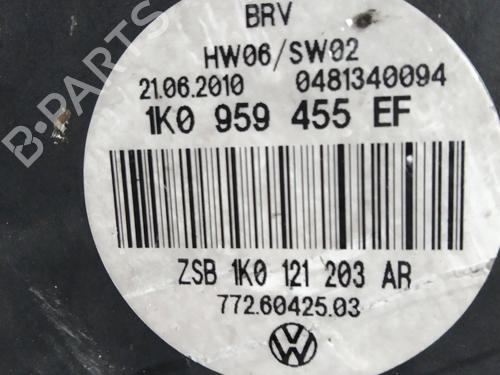 BRV
HW06/SW02
21.06.2010 0481340094
1K0 959 455 EF
ZSB 1K0 121 203 AR
772.60425.03
B-PARTS